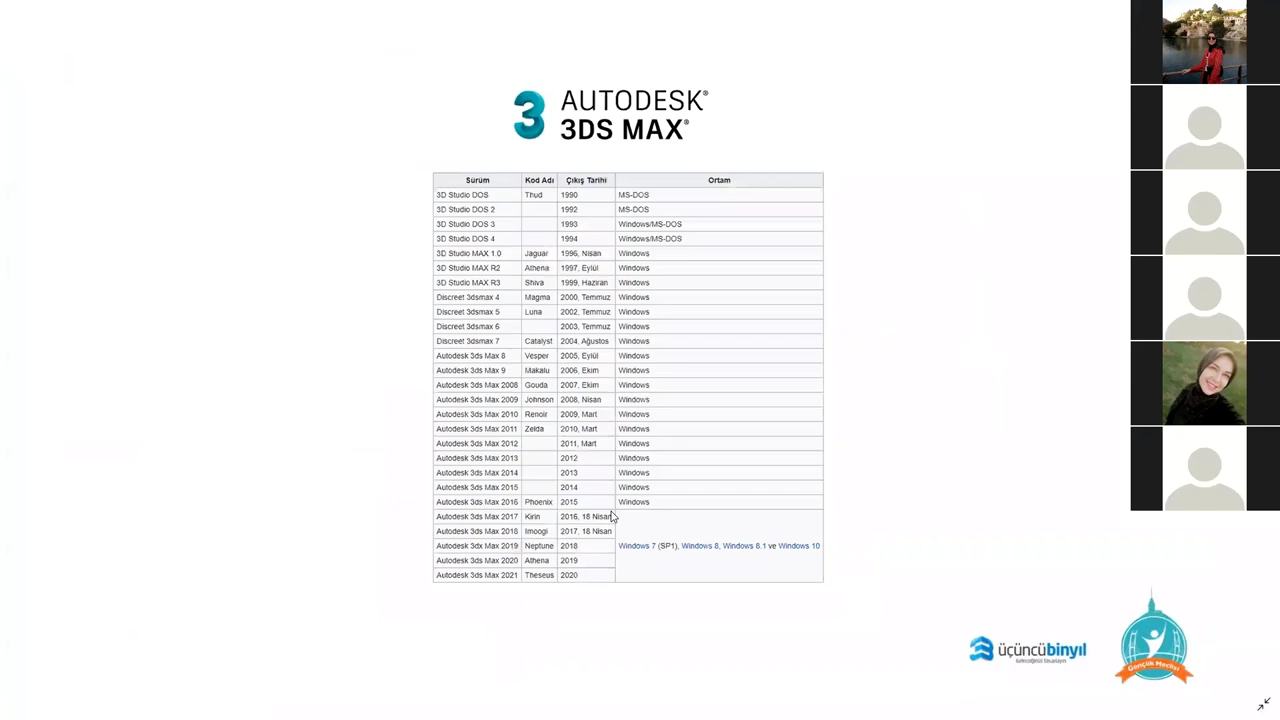 3 AUTODESK®
3DS MAX®
Sürüm Kod Adı Çıkış Tarihi Ortam
3D Studio DOS Thud 1990 MS-DOS
3D Studio DOS 2 1992 MS-DOS
3D Studio DOS 3 1993 Windows/MS-DOS
3D Studio DOS 4 1994 Windows/MS-DOS
3D Studio MAX 1.0 Jaguar 1996, Nisan Windows
3D Studio MAX R2 Athena 1997, Eylül Windows
3D Studio MAX R3 Shiva 1999, Haziran Windows
Discreet 3dsmax 4 Magma 2000, Temmuz Windows
Discreet 3dsmax 5 Luna 2002, Temmuz Windows
Discreet 3dsmax 6 2003, Temmuz Windows
Discreet 3dsmax 7 Catalyst 2004, Ağustos Windows
Autodesk 3ds Max 8 Vesper 2005, Eylül Windows
Autodesk 3ds Max 9 Makalu 2006, Ekim Windows
Autodesk 3ds Max 2008 Gouda 2007, Ekim Windows
Autodesk 3ds Max 2009 Johnson 2008, Nisan Windows
Autodesk 3ds Max 2010 Renoir 2009, Mart Windows
Autodesk 3ds Max 2011 Zelda 2010, Mart Windows
Autodesk 3ds Max 2012 2011, Mart Windows
Autodesk 3ds Max 2013 2012 Windows
Autodesk 3ds Max 2014 2013 Windows
Autodesk 3ds Max 2015 2014 Windows
Autodesk 3ds Max 2016 Phoenix 2015 Windows
Autodesk 3ds Max 2017 Kirin 2016, 18 Nisan
Autodesk 3ds Max 2018 Imoogi 2017, 18 Nisan
Autodesk 3dx Max 2019 Neptune 2018 Windows 7 (SP1), Windows 8, Windows 8.1 ve Windows 10
Autodesk 3ds Max 2020 Athena 2019
Autodesk 3ds Max 2021 Theseus 2020
üçüncübinyıl
Gençlik Meclisi